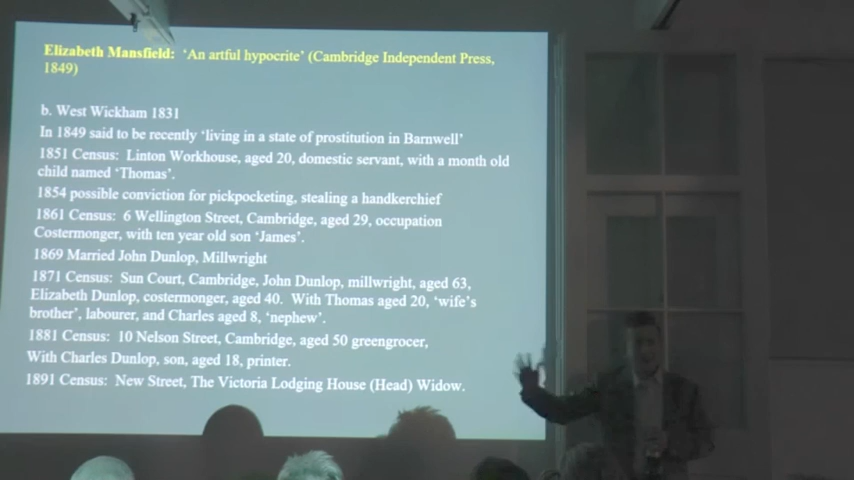 Elizabeth Mansfield: ‘An artful hypocrite’ (Cambridge Independent Press,
1849)
b. West Wickham 1831
In 1849 said to be recently ‘living in a state of prostitution in Barnwell’
1851 Census: Linton Workhouse, aged 20, domestic servant, with a month old
child named ‘Thomas’.
1854 possible conviction for pickpocketing, stealing a handkerchief
1861 Census: 6 Wellington Street, Cambridge, aged 29, occupation
Costermonger, with ten year old son ‘James’.
1869 Married John Dunlop, Millwright
1871 Census: Sun Court, Cambridge, John Dunlop, millwright, aged 63,
Elizabeth Dunlop, costermonger, aged 40. With Thomas aged 20, ‘wife’s
brother’, labourer, and Charles aged 8, ‘nephew’.
1881 Census: 10 Nelson Street, Cambridge, aged 50 greengrocer,
With Charles Dunlop, son, aged 18, printer.
1891 Census: New Street, The Victoria Lodging House (Head) Widow.